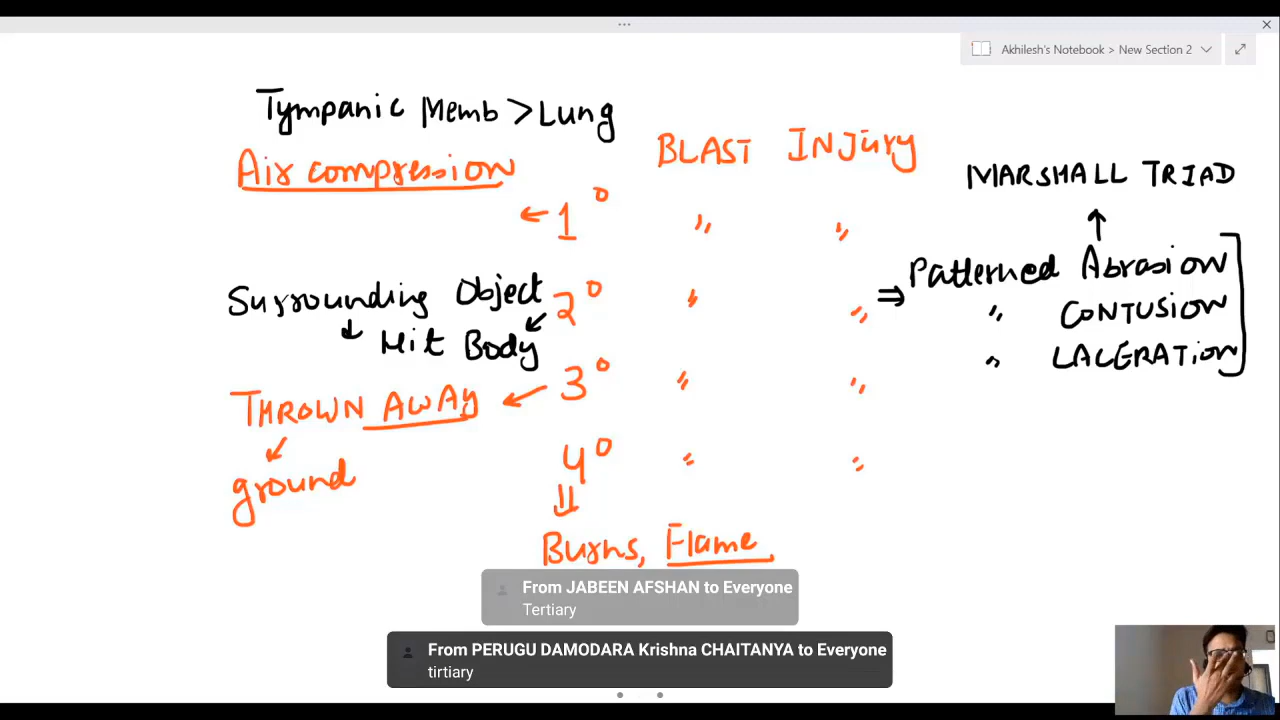 Akhilesh's Notebook > New Section 2
Tympanic Memb > Lung
BLAST INJury
Air compression
MARSHALL TRIAD
← 1° " "
Patterned Abrasion
Surrounding Object
2° " " ⇒
" CONTUSION
↓ Hit Body
" LACERATION
THROWN AWAY ← 3° " "
4° " "
ground
Burns, Flame
From JABEEN AFSHAN to Everyone
Tertiary
From PERUGU DAMODARA Krishna CHAITANYA to Everyone
tirtiary